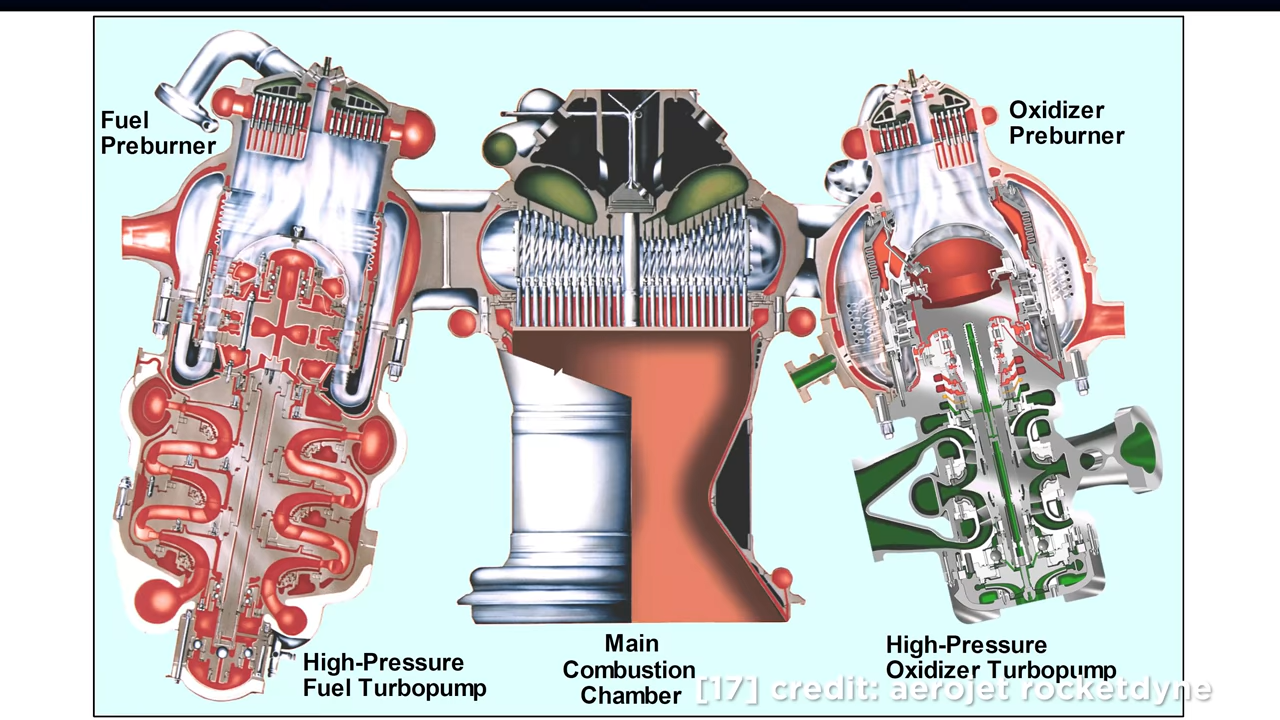 Fuel
Preburner
Oxidizer
Preburner
High-Pressure
Fuel Turbopump
Main
Combustion
Chamber
High-Pressure
Oxidizer Turbopump
[17] credit: aerojet rocketdyne